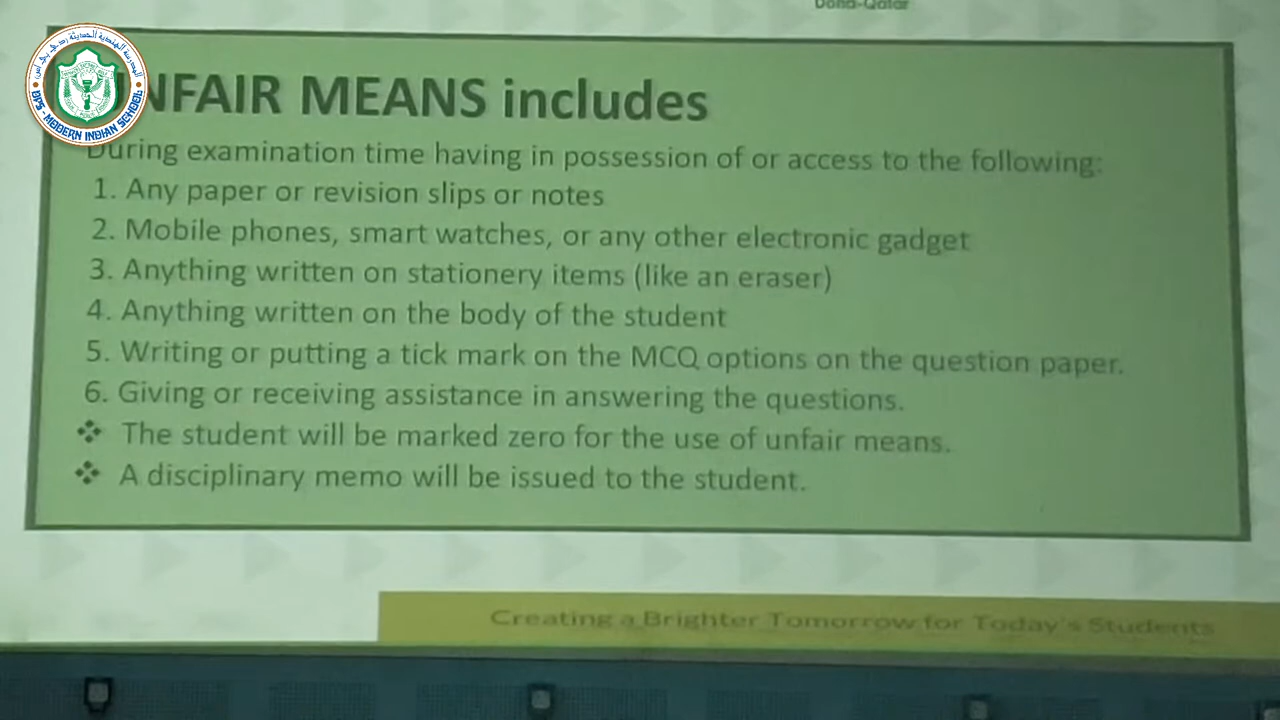 Doha-Qatar
UNFAIR MEANS includes
During examination time having in possession of or access to the following:
1. Any paper or revision slips or notes
2. Mobile phones, smart watches, or any other electronic gadget
3. Anything written on stationery items (like an eraser)
4. Anything written on the body of the student
5. Writing or putting a tick mark on the MCQ options on the question paper.
6. Giving or receiving assistance in answering the questions.
❖ The student will be marked zero for the use of unfair means.
❖ A disciplinary memo will be issued to the student.
Creating a Brighter Tomorrow for Today's Students
DPS - MODERN INDIAN SCHOOL